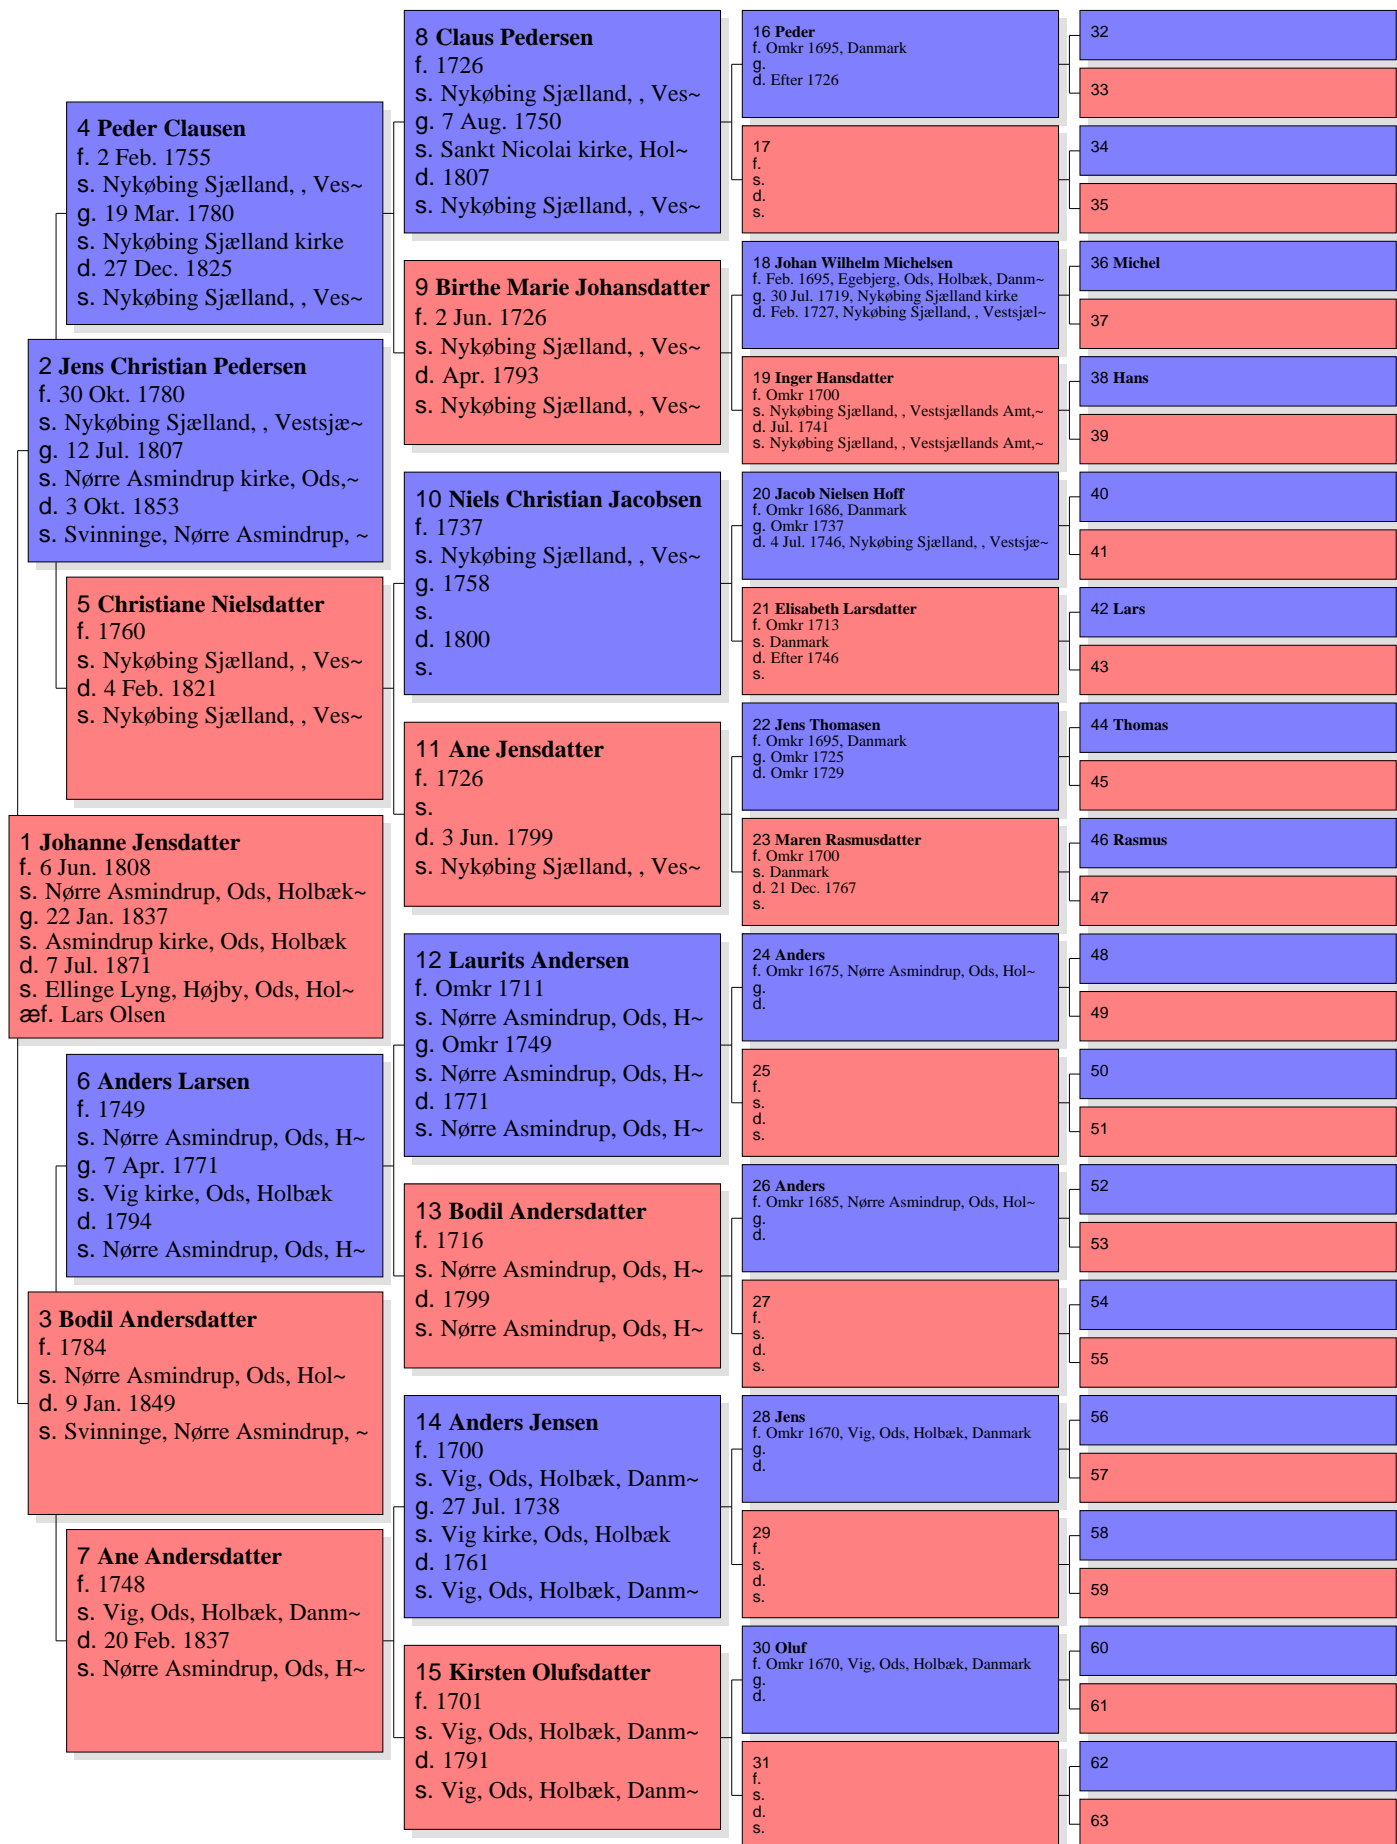 1 Johanne Jensdatter
f. 6 Jun. 1808
s. Nørre Asmindrup, Ods, Holbæk~
g. 22 Jan. 1837
s. Asmindrup kirke, Ods, Holbæk
d. 7 Jul. 1871
s. Ellinge Lyng, Højby, Ods, Hol~
æf. Lars Olsen
2 Jens Christian Pedersen
f. 30 Okt. 1780
s. Nykøbing Sjælland, , Vestsjæ~
g. 12 Jul. 1807
s. Nørre Asmindrup kirke, Ods,~
d. 3 Okt. 1853
s. Svinninge, Nørre Asmindrup, ~
3 Bodil Andersdatter
f. 1784
s. Nørre Asmindrup, Ods, Hol~
d. 9 Jan. 1849
s. Svinninge, Nørre Asmindrup, ~
4 Peder Clausen
f. 2 Feb. 1755
s. Nykøbing Sjælland, , Ves~
g. 19 Mar. 1780
s. Nykøbing Sjælland kirke
d. 27 Dec. 1825
s. Nykøbing Sjælland, , Ves~
5 Christiane Nielsdatter
f. 1760
s. Nykøbing Sjælland, , Ves~
d. 4 Feb. 1821
s. Nykøbing Sjælland, , Ves~
6 Anders Larsen
f. 1749
s. Nørre Asmindrup, Ods, H~
g. 7 Apr. 1771
s. Vig kirke, Ods, Holbæk
d. 1794
s. Nørre Asmindrup, Ods, H~
7 Ane Andersdatter
f. 1748
s. Vig, Ods, Holbæk, Danm~
d. 20 Feb. 1837
s. Nørre Asmindrup, Ods, H~
8 Claus Pedersen
f. 1726
s. Nykøbing Sjælland, , Ves~
g. 7 Aug. 1750
s. Sankt Nicolai kirke, Hol~
d. 1807
s. Nykøbing Sjælland, , Ves~
9 Birthe Marie Johansdatter
f. 2 Jun. 1726
s. Nykøbing Sjælland, , Ves~
d. Apr. 1793
s. Nykøbing Sjælland, , Ves~
10 Niels Christian Jacobsen
f. 1737
s. Nykøbing Sjælland, , Ves~
g. 1758
s.
d. 1800
s.
11 Ane Jensdatter
f. 1726
s.
d. 3 Jun. 1799
s. Nykøbing Sjælland, , Ves~
12 Laurits Andersen
f. Omkr 1711
s. Nørre Asmindrup, Ods, H~
g. Omkr 1749
s. Nørre Asmindrup, Ods, H~
d. 1771
s. Nørre Asmindrup, Ods, H~
13 Bodil Andersdatter
f. 1716
s. Nørre Asmindrup, Ods, H~
d. 1799
s. Nørre Asmindrup, Ods, H~
14 Anders Jensen
f. 1700
s. Vig, Ods, Holbæk, Danm~
g. 27 Jul. 1738
s. Vig kirke, Ods, Holbæk
d. 1761
s. Vig, Ods, Holbæk, Danm~
15 Kirsten Olufsdatter
f. 1701
s. Vig, Ods, Holbæk, Danm~
d. 1791
s. Vig, Ods, Holbæk, Danm~
16 Peder
f. Omkr 1695, Danmark
g.
d. Efter 1726
17
f.
s.
d.
s.
18 Johan Wilhelm Michelsen
f. Feb. 1695, Egebjerg, Ods, Holbæk, Danm~
g. 30 Jul. 1719, Nykøbing Sjælland kirke
d. Feb. 1727, Nykøbing Sjælland, , Vestsjæl~
19 Inger Hansdatter
f. Omkr 1700
s. Nykøbing Sjælland, , Vestsjællands Amt,~
d. Jul. 1741
s. Nykøbing Sjælland, , Vestsjællands Amt,~
20 Jacob Nielsen Hoff
f. Omkr 1686, Danmark
g. Omkr 1737
d. 4 Jul. 1746, Nykøbing Sjælland, , Vestsjæ~
21 Elisabeth Larsdatter
f. Omkr 1713
s. Danmark
d. Efter 1746
s.
22 Jens Thomasen
f. Omkr 1695, Danmark
g. Omkr 1725
d. Omkr 1729
23 Maren Rasmusdatter
f. Omkr 1700
s. Danmark
d. 21 Dec. 1767
s.
24 Anders
f. Omkr 1675, Nørre Asmindrup, Ods, Hol~
g.
d.
25
f.
s.
d.
s.
26 Anders
f. Omkr 1685, Nørre Asmindrup, Ods, Hol~
g.
d.
27
f.
s.
d.
s.
28 Jens
f. Omkr 1670, Vig, Ods, Holbæk, Danmark
g.
d.
29
f.
s.
d.
s.
30 Oluf
f. Omkr 1670, Vig, Ods, Holbæk, Danmark
g.
d.
31
f.
s.
d.
s.
32
33
34
35
36 Michel
37
38 Hans
39
40
41
42 Lars
43
44 Thomas
45
46 Rasmus
47
48
49
50
51
52
53
54
55
56
57
58
59
60
61
62
63